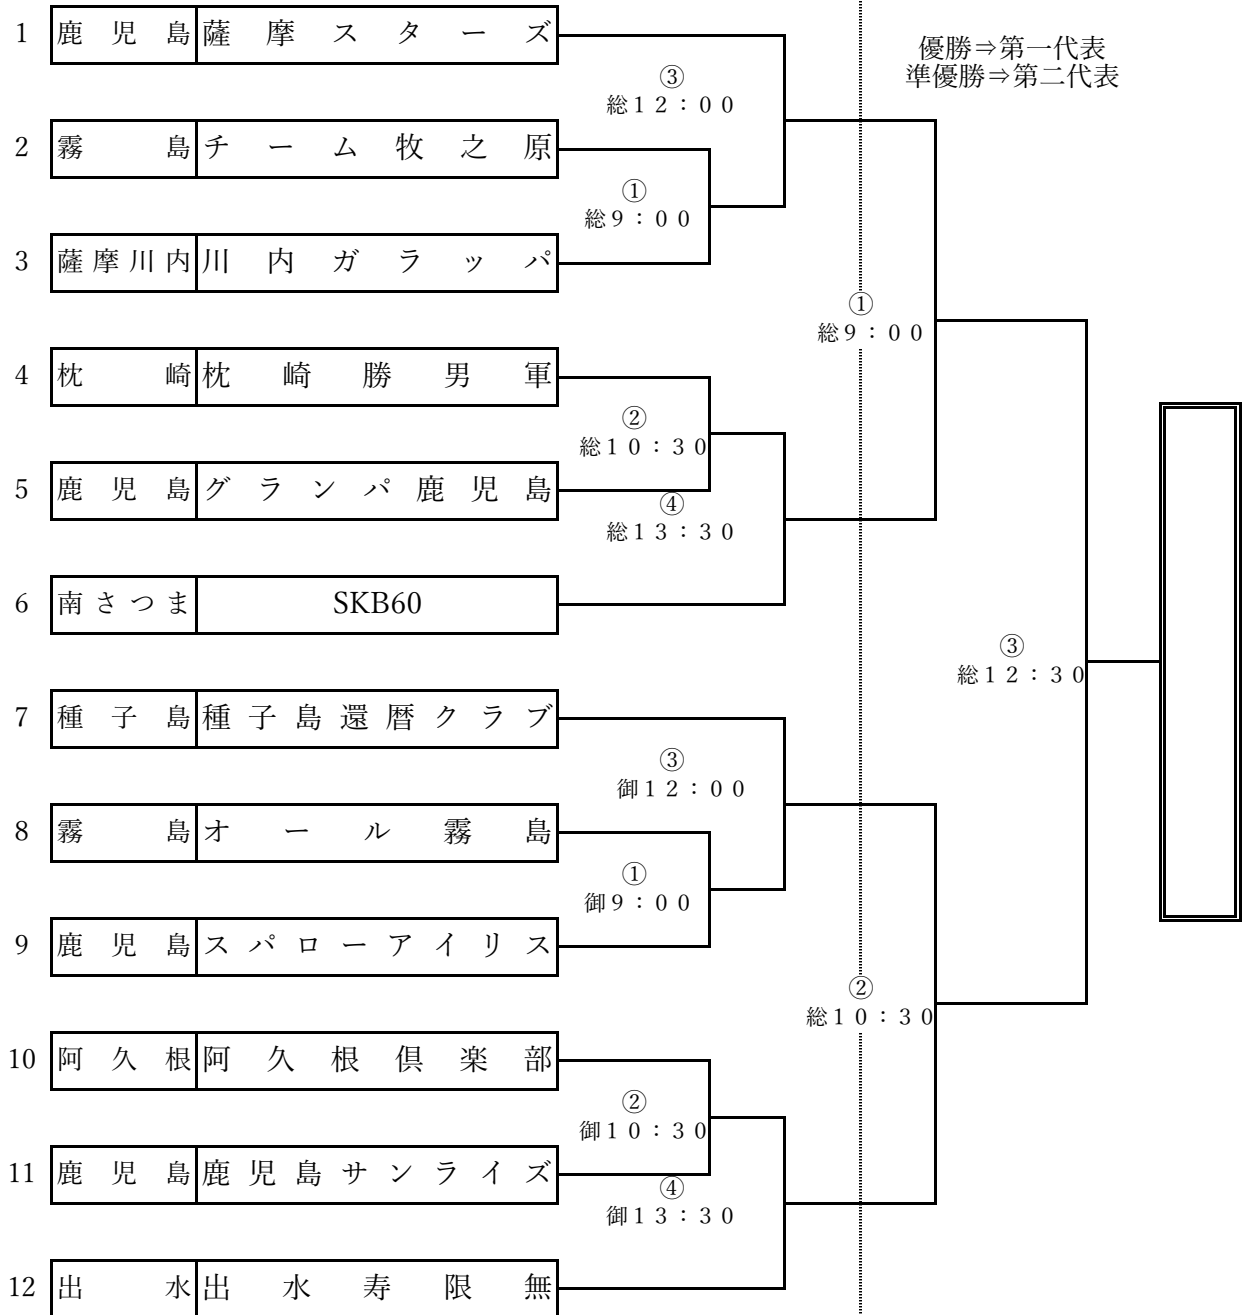 優勝⇒第一代表
準優勝⇒第二代表
1 鹿児島 薩摩スターズ
③
総12：00
2 霧島 チーム牧之原
①
総9：00
3 薩摩川内 川内ガラッパ
①
総9：00
4 枕崎 枕崎勝男軍
②
総10：30
5 鹿児島 グランパ鹿児島
④
総13：30
6 南さつま SKB60
③
総12：30
7 種子島 種子島還暦クラブ
③
御12：00
8 霧島 オール霧島
①
御9：00
9 鹿児島 スパローアイリス
②
総10：30
10 阿久根 阿久根倶楽部
②
御10：30
11 鹿児島 鹿児島サンライズ
④
御13：30
12 出水 出水寿限無